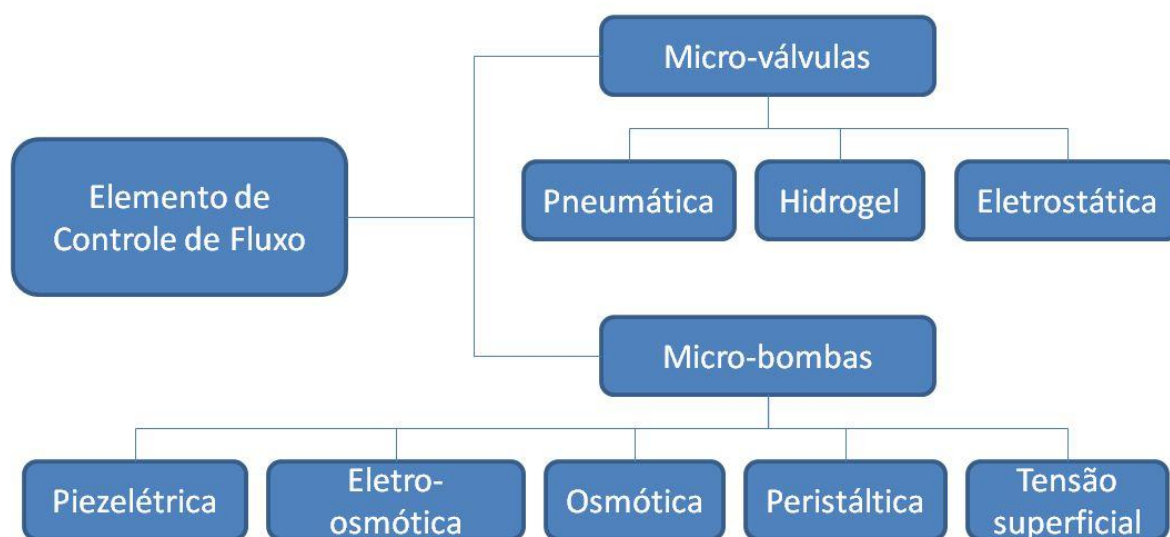 Micro-válvulas
Elemento de
Controle de Fluxo
Pneumática
Hidrogel
Eletrostática
Micro-bombas
Piezelétrica
Eletro-
osmótica
Osmótica
Peristáltica
Tensão
superficial